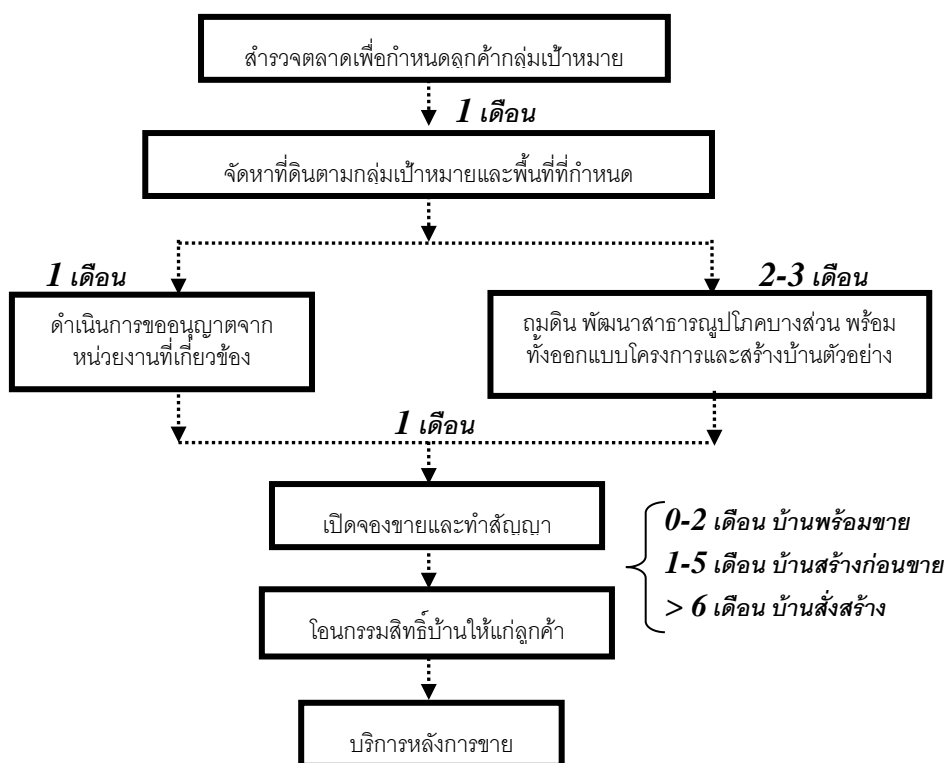 สำรวจตลาดเพื่อกำหนดลูกค้ากลุ่มเป้าหมาย
1 เดือน
จัดหาที่ดินตามกลุ่มเป้าหมายและพื้นที่ที่กำหนด
1 เดือน
2-3 เดือน
ดำเนินการขออนุญาตจาก
หน่วยงานที่เกี่ยวข้อง
ถมดิน พัฒนาสาธารณูปโภคบางส่วน พร้อม
ทั้งออกแบบโครงการและสร้างบ้านตัวอย่าง
1 เดือน
เปิดจองขายและทำสัญญา
0-2 เดือน บ้านพร้อมขาย
1-5 เดือน บ้านสร้างก่อนขาย
> 6 เดือน บ้านสั่งสร้าง
โอนกรรมสิทธิ์บ้านให้แก่ลูกค้า
บริการหลังการขาย